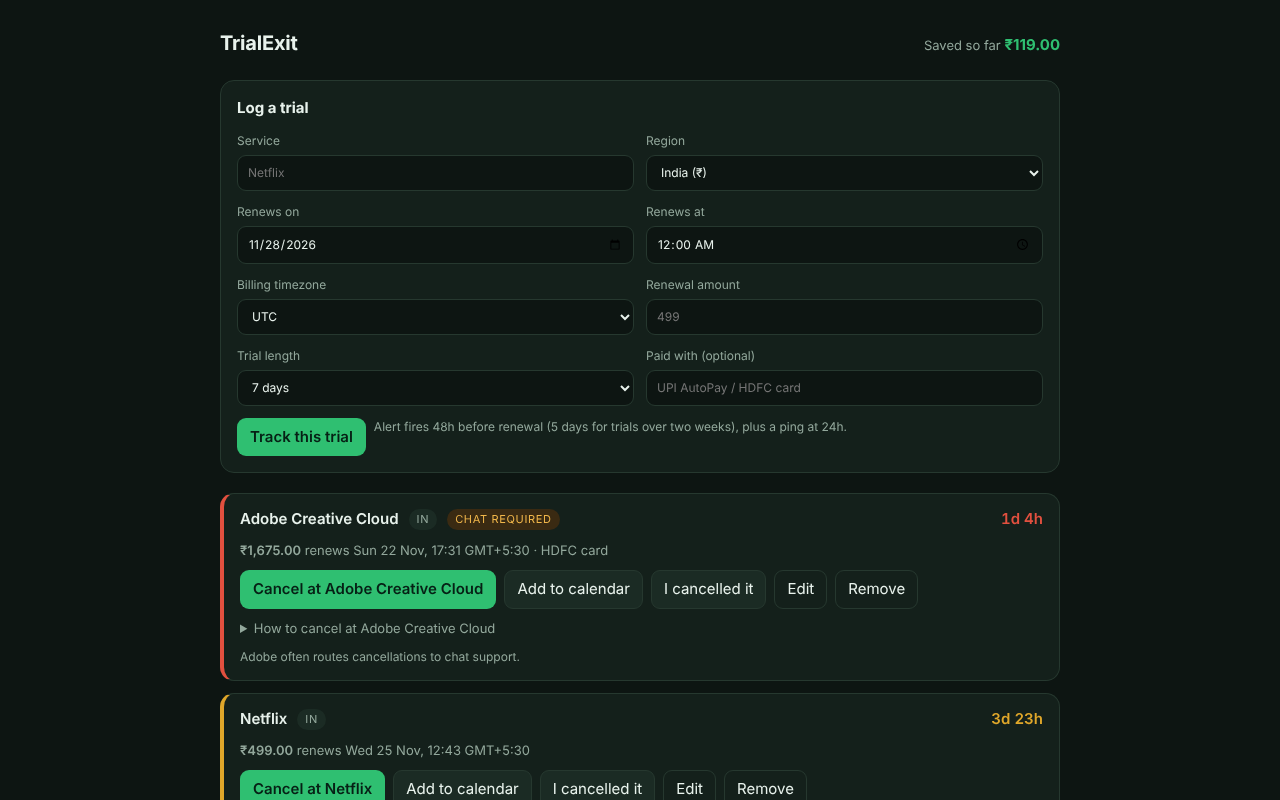 TrialExit
Saved so far ₹119.00
Log a trial
Service
Region
Netflix
India (₹)
Renews on
Renews at
11/28/2026
12:00 AM
Billing timezone
Renewal amount
UTC
499
Trial length
Paid with (optional)
7 days
UPI AutoPay / HDFC card
Track this trial
Alert fires 48h before renewal (5 days for trials over two weeks), plus a ping at 24h.
Adobe Creative Cloud IN CHAT REQUIRED 1d 4h
₹1,675.00 renews Sun 22 Nov, 17:31 GMT+5:30 · HDFC card
Cancel at Adobe Creative Cloud Add to calendar I cancelled it Edit Remove
How to cancel at Adobe Creative Cloud
Adobe often routes cancellations to chat support.
Netflix IN 3d 23h
₹499.00 renews Wed 25 Nov, 12:43 GMT+5:30
Cancel at Netflix Add to calendar I cancelled it Edit Remove